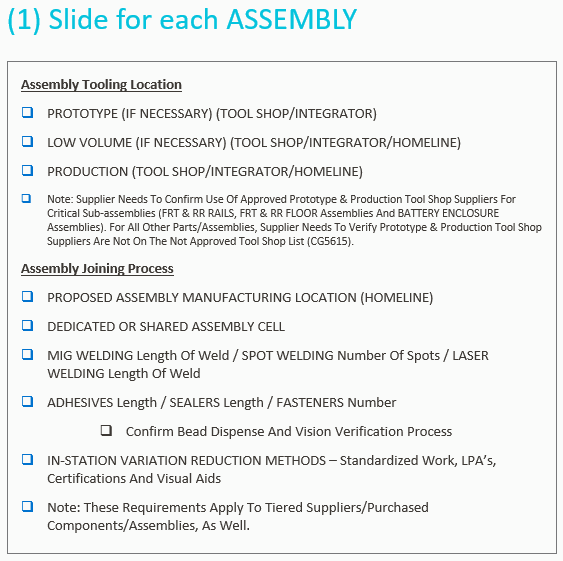 (1) Slide for each ASSEMBLY
Assembly Tooling Location
PROTOTYPE (IF NECESSARY) (TOOL SHOP/INTEGRATOR)
LOW VOLUME (IF NECESSARY) (TOOL SHOP/INTEGRATOR/HOMELINE)
PRODUCTION (TOOL SHOP/INTEGRATOR/HOMELINE)
Note: Supplier Needs To Confirm Use Of Approved Prototype & Production Tool Shop Suppliers For
Critical Sub-assemblies (FRT & RR RAILS, FRT & RR FLOOR Assemblies And BATTERY ENCLOSURE
Assemblies). For All Other Parts/Assemblies, Supplier Needs To Verify Prototype & Production Tool Shop
Suppliers Are Not On The Not Approved Tool Shop List (CG5615).
Assembly Joining Process
PROPOSED ASSEMBLY MANUFACTURING LOCATION (HOMELINE)
DEDICATED OR SHARED ASSEMBLY CELL
MIG WELDING Length Of Weld / SPOT WELDING Number Of Spots / LASER
WELDING Length Of Weld
ADHESIVES Length / SEALERS Length / FASTENERS Number
Confirm Bead Dispense And Vision Verification Process
IN-STATION VARIATION REDUCTION METHODS – Standardized Work, LPA’s,
Certifications And Visual Aids
Note: These Requirements Apply To Tiered Suppliers/Purchased
Components/Assemblies, As Well.